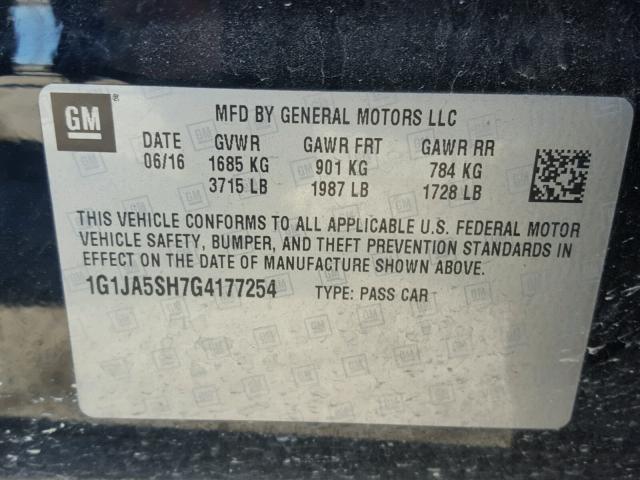 GM ®
MFD BY GENERAL MOTORS LLC
DATE GVWR GAWR FRT GAWR RR
06/16 1685 KG 901 KG 784 KG
3715 LB 1987 LB 1728 LB
THIS VEHICLE CONFORMS TO ALL APPLICABLE U.S. FEDERAL MOTOR
VEHICLE SAFETY, BUMPER, AND THEFT PREVENTION STANDARDS IN
EFFECT ON THE DATE OF MANUFACTURE SHOWN ABOVE.
1G1JA5SH7G4177254 TYPE: PASS CAR